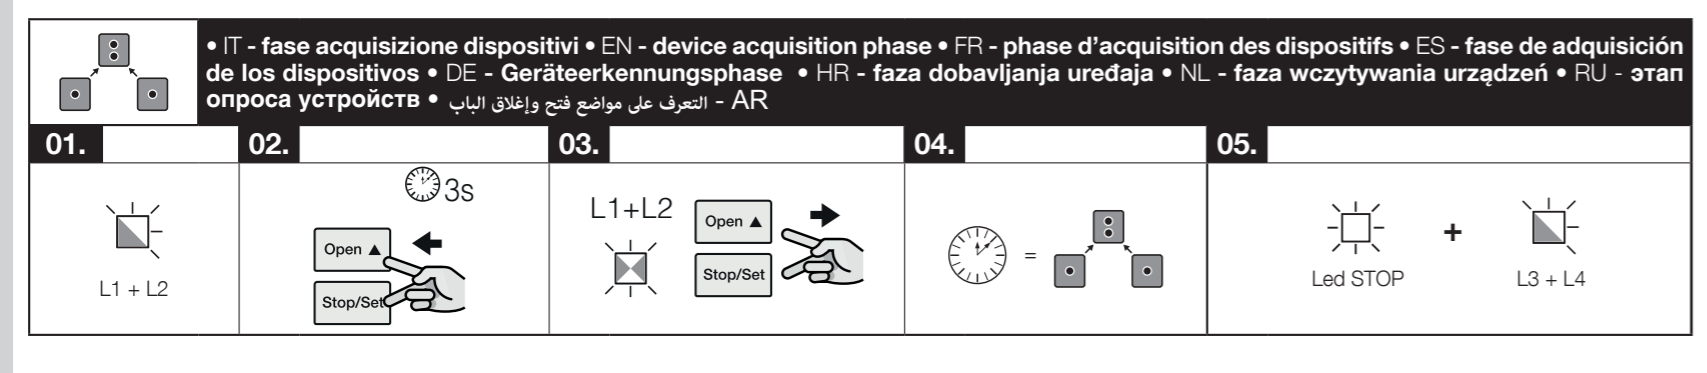 • IT - fase acquisizione dispositivi • EN - device acquisition phase • FR - phase d’acquisition des dispositifs • ES - fase de adquisición
de los dispositivos • DE - Geräteerkennungsphase • HR - faza dobavljanja uređaja • NL - faza wczytywania urządzeń • RU - этап
опроса устройств • AR - التعرف على مواضع فتح وإغلاق الباب
01. 02. 03. 04. 05.
L1 + L2
3s
Open ▲
Stop/Set
L1+L2
Open ▲
Stop/Set
=
+
Led STOP
L3 + L4